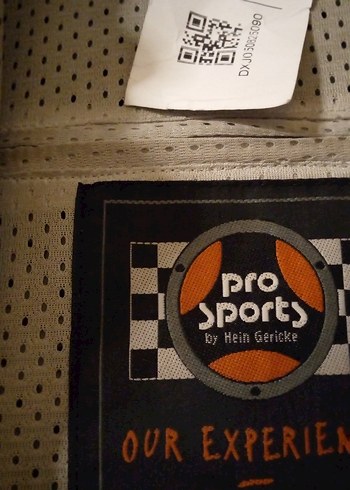 pro
sports
by Hein Gericke
OUR EXPERIEN